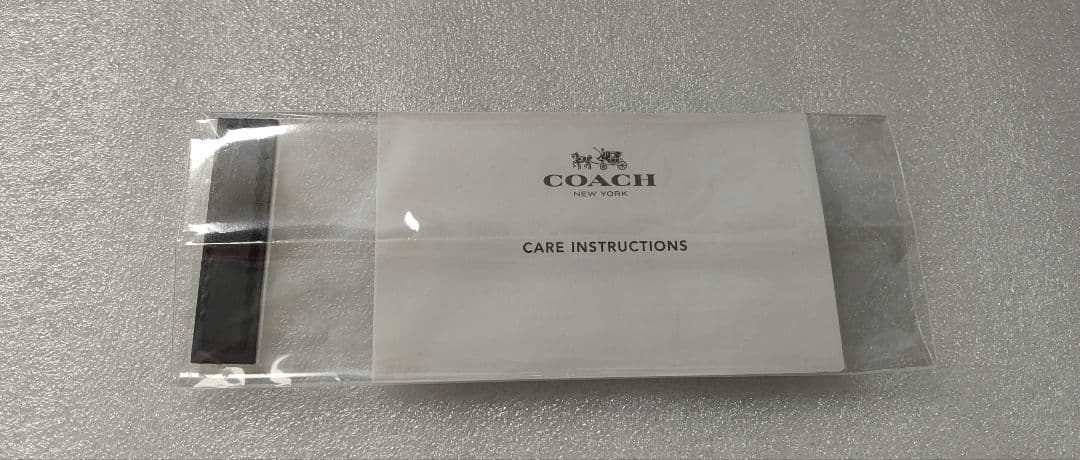 COACH
NEW YORK
CARE INSTRUCTIONS